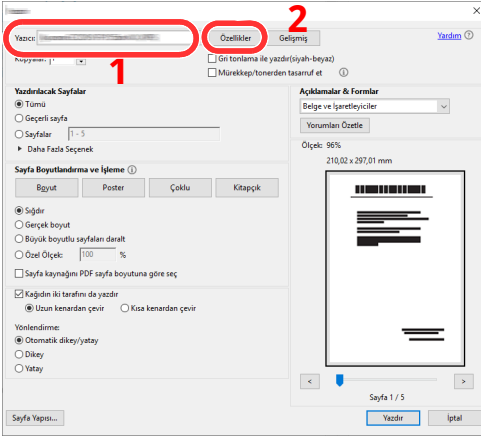 2
Yazıcı:
Özellikler
Gelişmiş
Yardım
1
Kopyalar: 1
Gri tonlama ile yazdır(siyah-beyaz)
Mürekkep/tonerden tasarruf et
Yazdırılacak Sayfalar
Tümü
Geçerli sayfa
Sayfalar
1 - 5
Daha Fazla Seçenek
Açıklamalar & Formlar
Belge ve İşaretleyiciler
Yorumları Özetle
Ölçek: 96%
210,02 x 297,01 mm
Sayfa Boyutlandırma ve İşleme
Boyut
Poster
Çoklu
Kitapçık
Sığdır
Gerçek boyut
Büyük boyutlu sayfaları daralt
Özel Ölçek:
100
%
Sayfa kaynağını PDF sayfa boyutuna göre seç
Kağıdın iki tarafını da yazdır
Uzun kenardan çevir
Kısa kenardan çevir
Yönlendirme:
Otomatik dikey/yatay
Dikey
Yatay
<
>
Sayfa 1 / 5
Sayfa Yapısı...
Yazdır
İptal